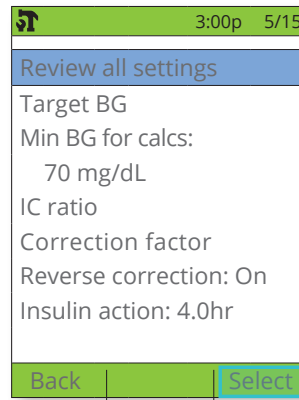 3:00p 5/15
Review all settings
Target BG
Min BG for calcs:
70 mg/dL
IC ratio
Correction factor
Reverse correction: On
Insulin action: 4.0hr
Back Select